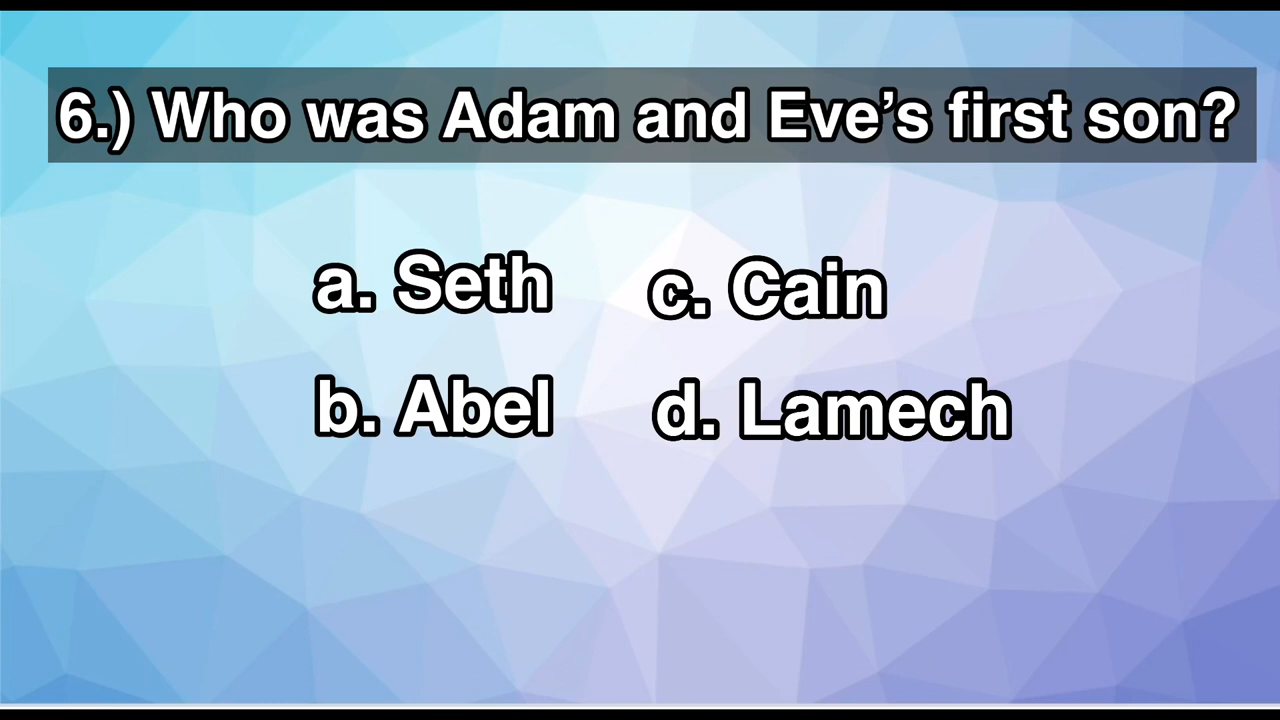 6.) Who was Adam and Eve’s first son?
a. Seth
b. Abel
c. Cain
d. Lamech